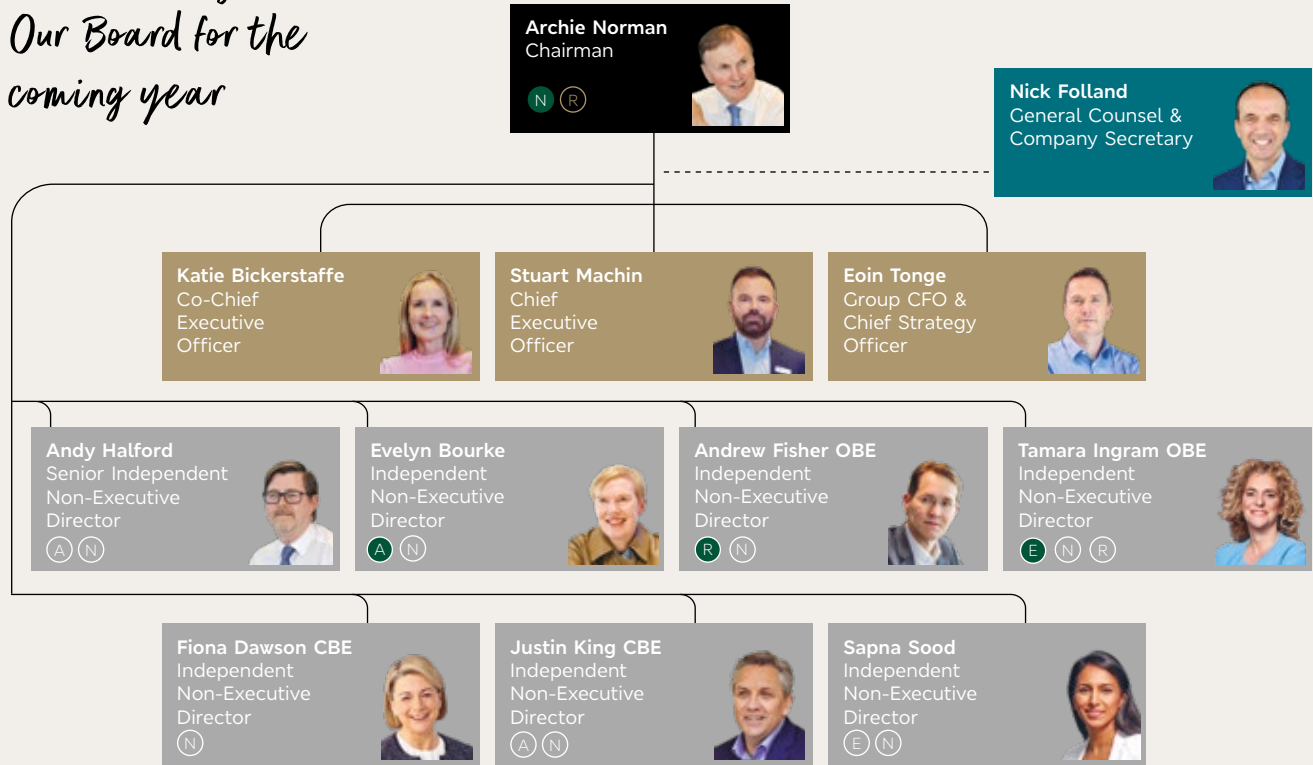 Our Board for the
coming year
Archie Norman
Chairman
N R
Nick Folland
General Counsel &
Company Secretary
Katie Bickerstaffe
Co-Chief
Executive
Officer
Stuart Machin
Chief
Executive
Officer
Eoin Tonge
Group CFO &
Chief Strategy
Officer
Andy Halford
Senior Independent
Non-Executive
Director
A N
Evelyn Bourke
Independent
Non-Executive
Director
A N
Andrew Fisher OBE
Independent
Non-Executive
Director
R N
Tamara Ingram OBE
Independent
Non-Executive
Director
E N R
Fiona Dawson CBE
Independent
Non-Executive
Director
N
Justin King CBE
Independent
Non-Executive
Director
A N
Sapna Sood
Independent
Non-Executive
Director
E N